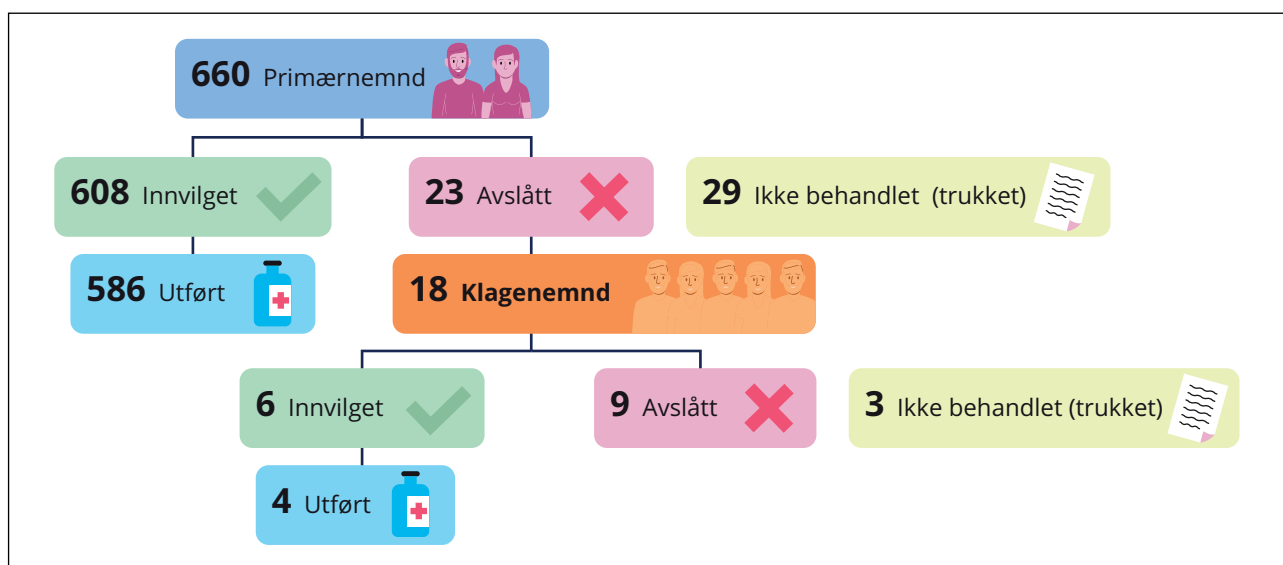 660 Primærnemnd
608 Innvilget
23 Avslått
29 Ikke behandlet (trukket)
586 Utført
18 Klagenemnd
6 Innvilget
9 Avslått
3 Ikke behandlet (trukket)
4 Utført